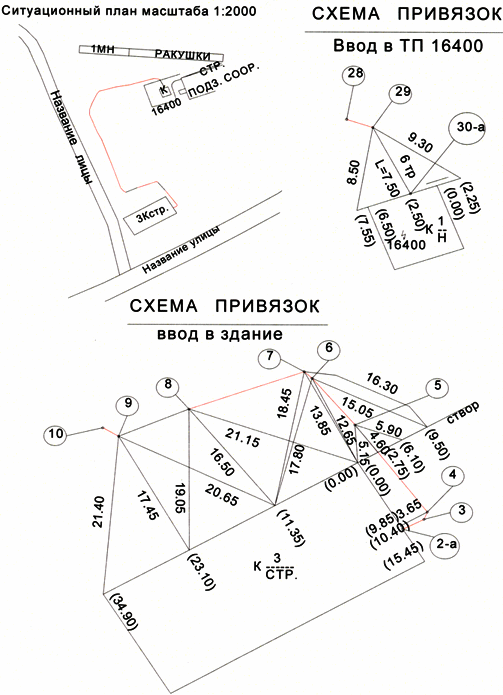 Ситуационный план масштаба 1:2000
1МН
РАКУШКИ
К
16400
СТР.
ПОДЗ. СООР.
Название лицы
3Кстр.
Название улицы
СХЕМА ПРИВЯЗОК
Ввод в ТП 16400
28
29
30-а
9.30
8.50
6 тр
L=7.50
(2.25)
(0.00)
(2.50)
(6.50)
(7.55)
К 1
Н
16400
СХЕМА ПРИВЯЗОК
ввод в здание
7
6
8
5
9
10
4
3
2-а
16.30
15.05
5.90
створ
(9.50)
18.45
13.85
12.65
4.60
5.15
(6.10)
(2.75)
(0.00)
(0.00)
21.15
16.50
17.80
19.05
20.65
17.45
21.40
(11.35)
(23.10)
(34.90)
К 3
СТР.
(9.85)
3.65
(10.40)
(15.45)